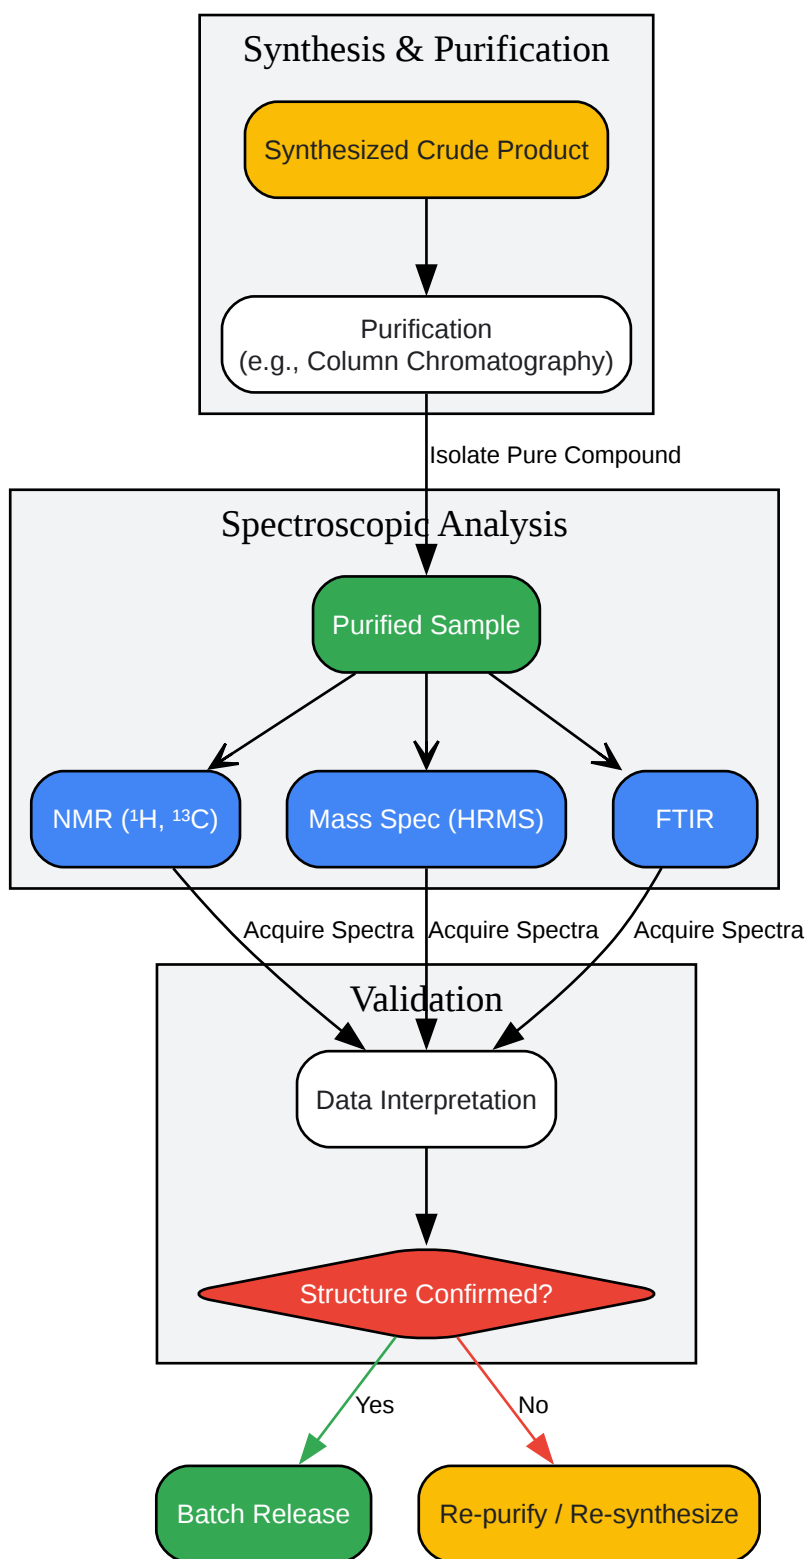 Synthesis & Purification
Synthesized Crude Product
Purification
(e.g., Column Chromatography)
Isolate Pure Compound
Spectroscopic Analysis
Purified Sample
NMR (¹H, ¹³C)
Mass Spec (HRMS)
FTIR
Acquire Spectra
Acquire Spectra
Acquire Spectra
Validation
Data Interpretation
Structure Confirmed?
Yes
No
Batch Release
Re-purify / Re-synthesize